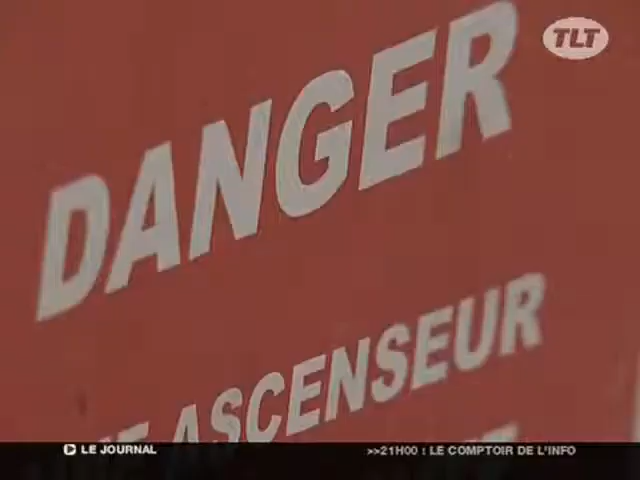 TLT
DANGER
ASCENSEUR
LE JOURNAL
>>21H00 : LE COMPTOIR DE L'INFO